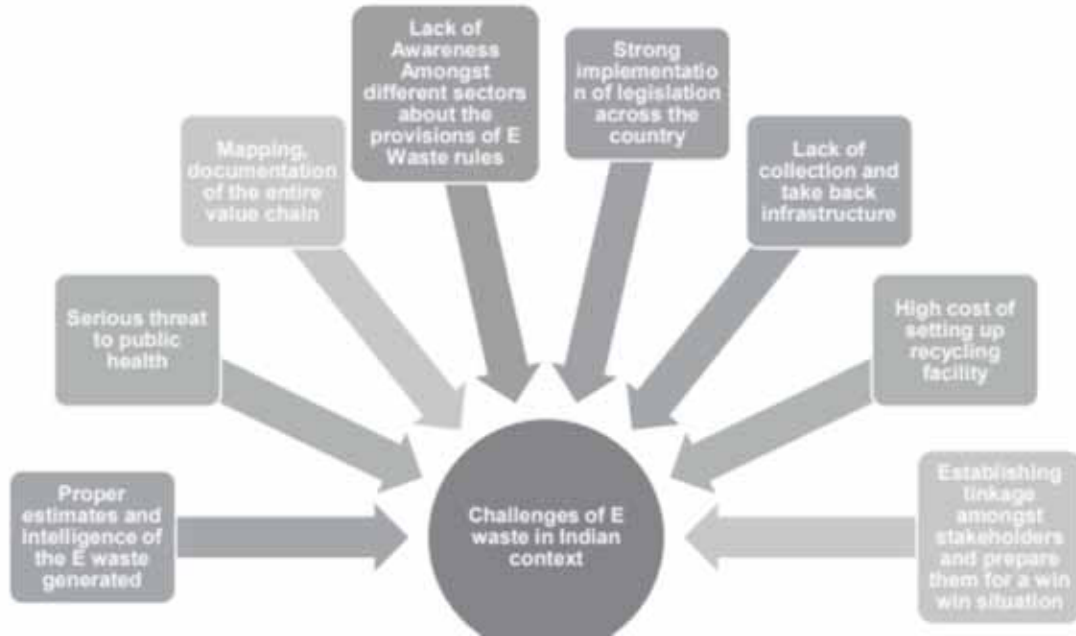 Proper
estimates and
intelligence of
the E waste
generated
Serious threat
to public
health
Mapping,
documentation
of the entire
value chain
Lack of
Awareness
Amongst
different sectors
about the
provisions of E
Waste rules
Strong
implementatio
n of legislation
across the
country
Lack of
collection and
take back
infrastructure
High cost of
setting up
recycling
facility
Establishing
linkage
amongst
stakeholders
and prepare
them for a win
win situation
Challenges of E
waste in Indian
context